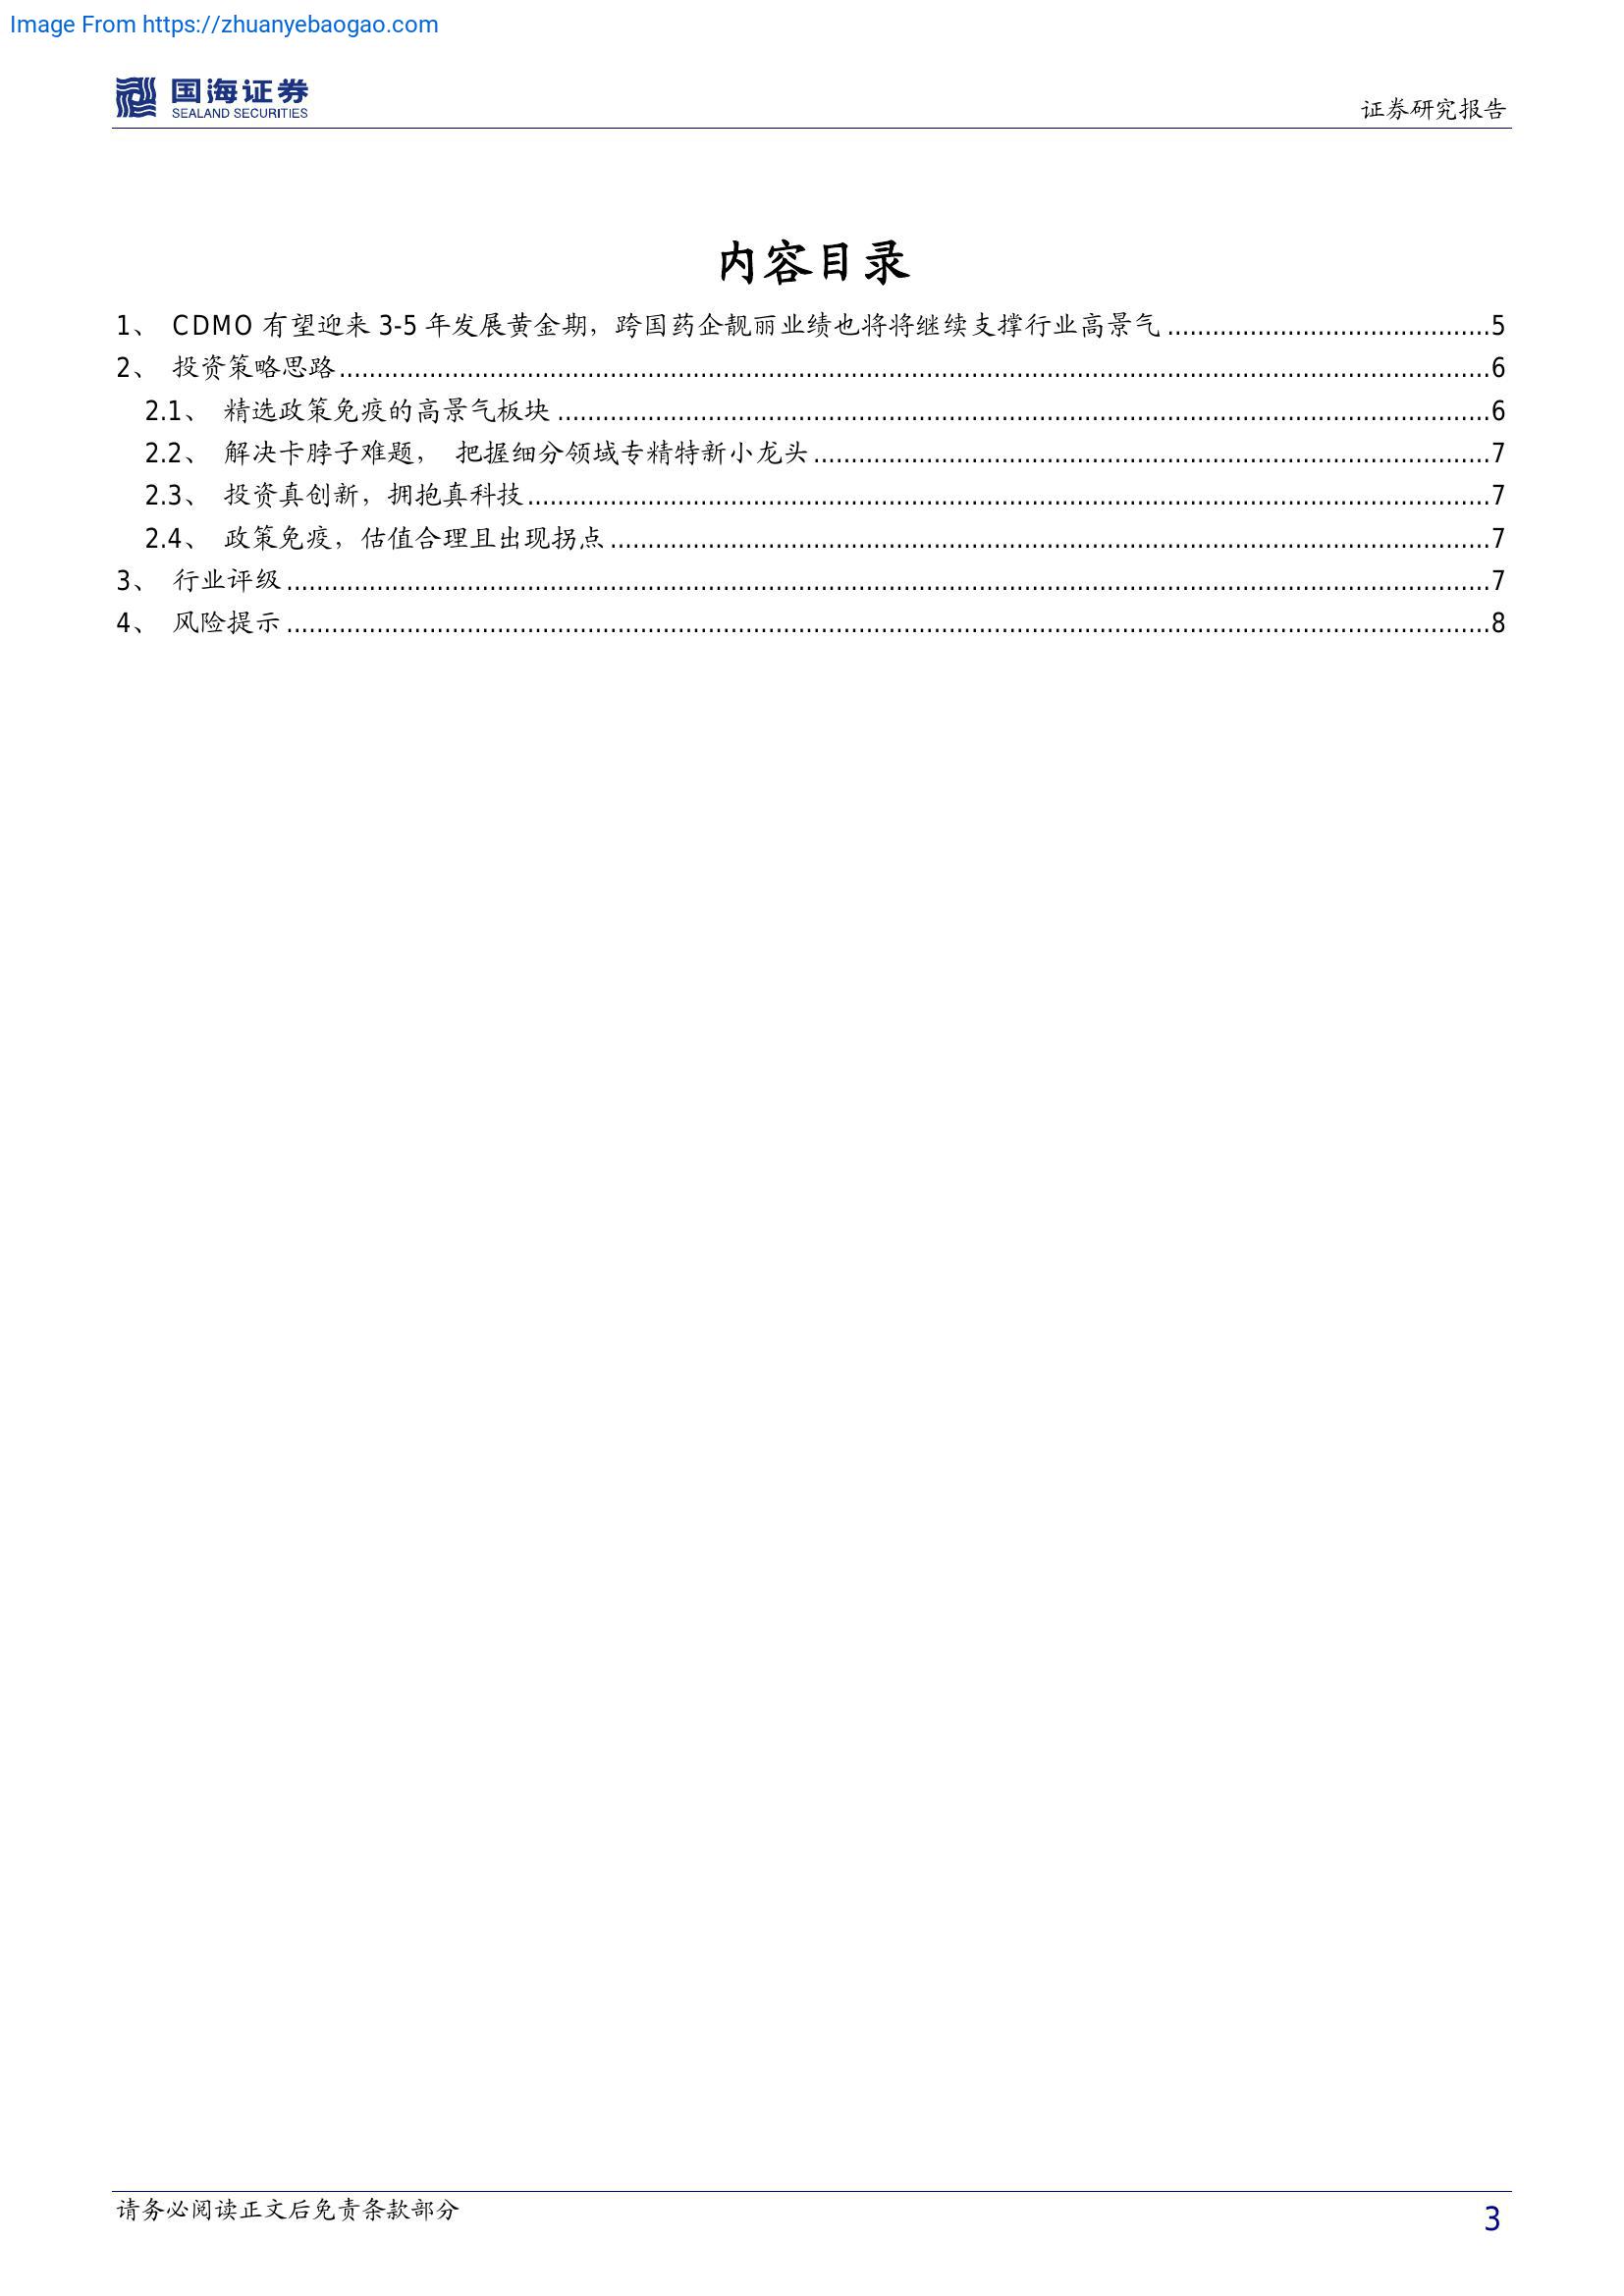 Image From https://zhuanyebaogao.com
国海证券
SEALAND SECURITIES
证券研究报告
内容目录
1、 CDMO 有望迎来 3-5 年发展黄金期，跨国药企靓丽业绩也将将继续支撑行业高景气 ...........................................5
2、 投资策略思路 ...........................................................................................................................................................6
2.1、 精选政策免疫的高景气板块 .............................................................................................................................6
2.2、 解决卡脖子难题， 把握细分领域专精特新小龙头 ...........................................................................................7
2.3、 投资真创新，拥抱真科技 .................................................................................................................................7
2.4、 政策免疫，估值合理且出现拐点 ......................................................................................................................7
3、 行业评级 ..................................................................................................................................................................7
4、 风险提示 ..................................................................................................................................................................8
请务必阅读正文后免责条款部分
3